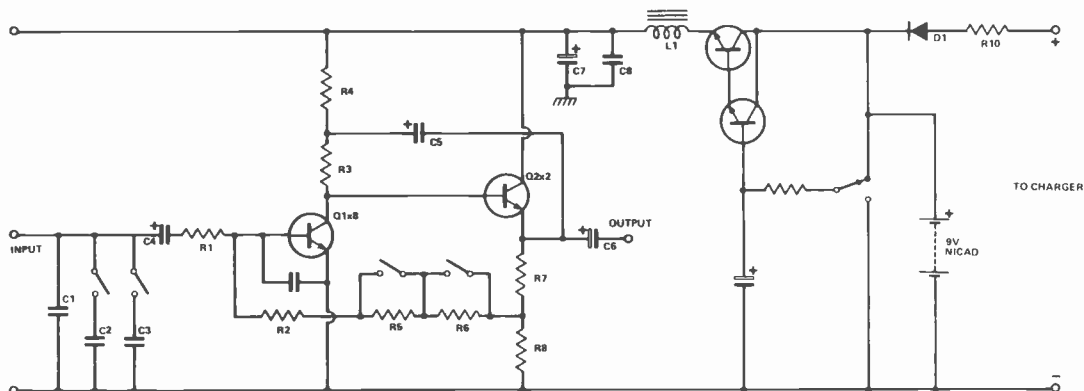 L1
D1
R10
+
+
C7
C8
R4
+
C5
R3
Q2x2
TO CHARGER
Q1x8
+
C4
R1
INPUT
OUTPUT
+
C6
+
9V
NICAD
R7
+
C1
C2
C3
R2
R5
R6
R8
−